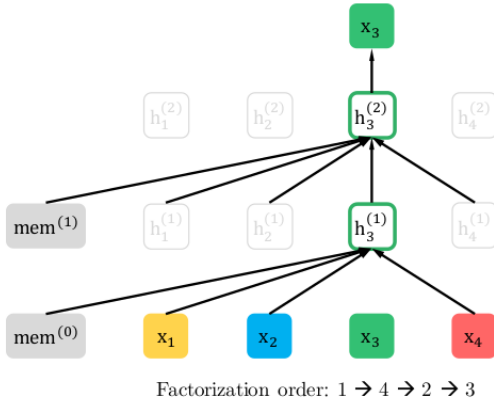 x₃
h₁⁽²⁾ h₂⁽²⁾ h₃⁽²⁾ h₄⁽²⁾
mem⁽¹⁾ h₁⁽¹⁾ h₂⁽¹⁾ h₃⁽¹⁾ h₄⁽¹⁾
mem⁽⁰⁾ x₁ x₂ x₃ x₄
Factorization order: 1 → 4 → 2 → 3